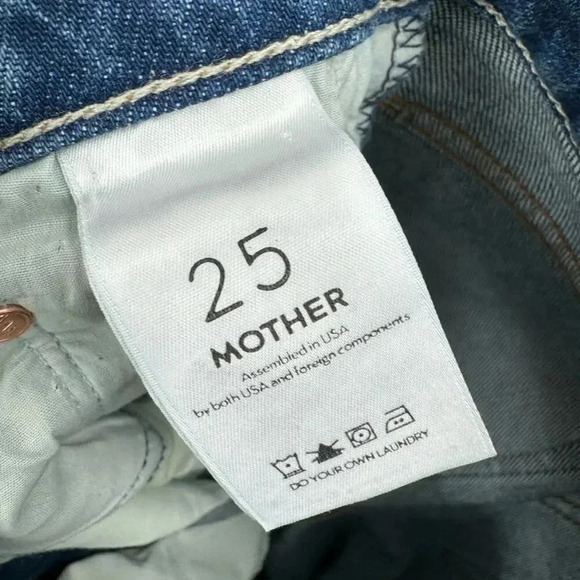 25
MOTHER
Assembled in USA
by both USA and foreign components
DO YOUR OWN LAUNDRY